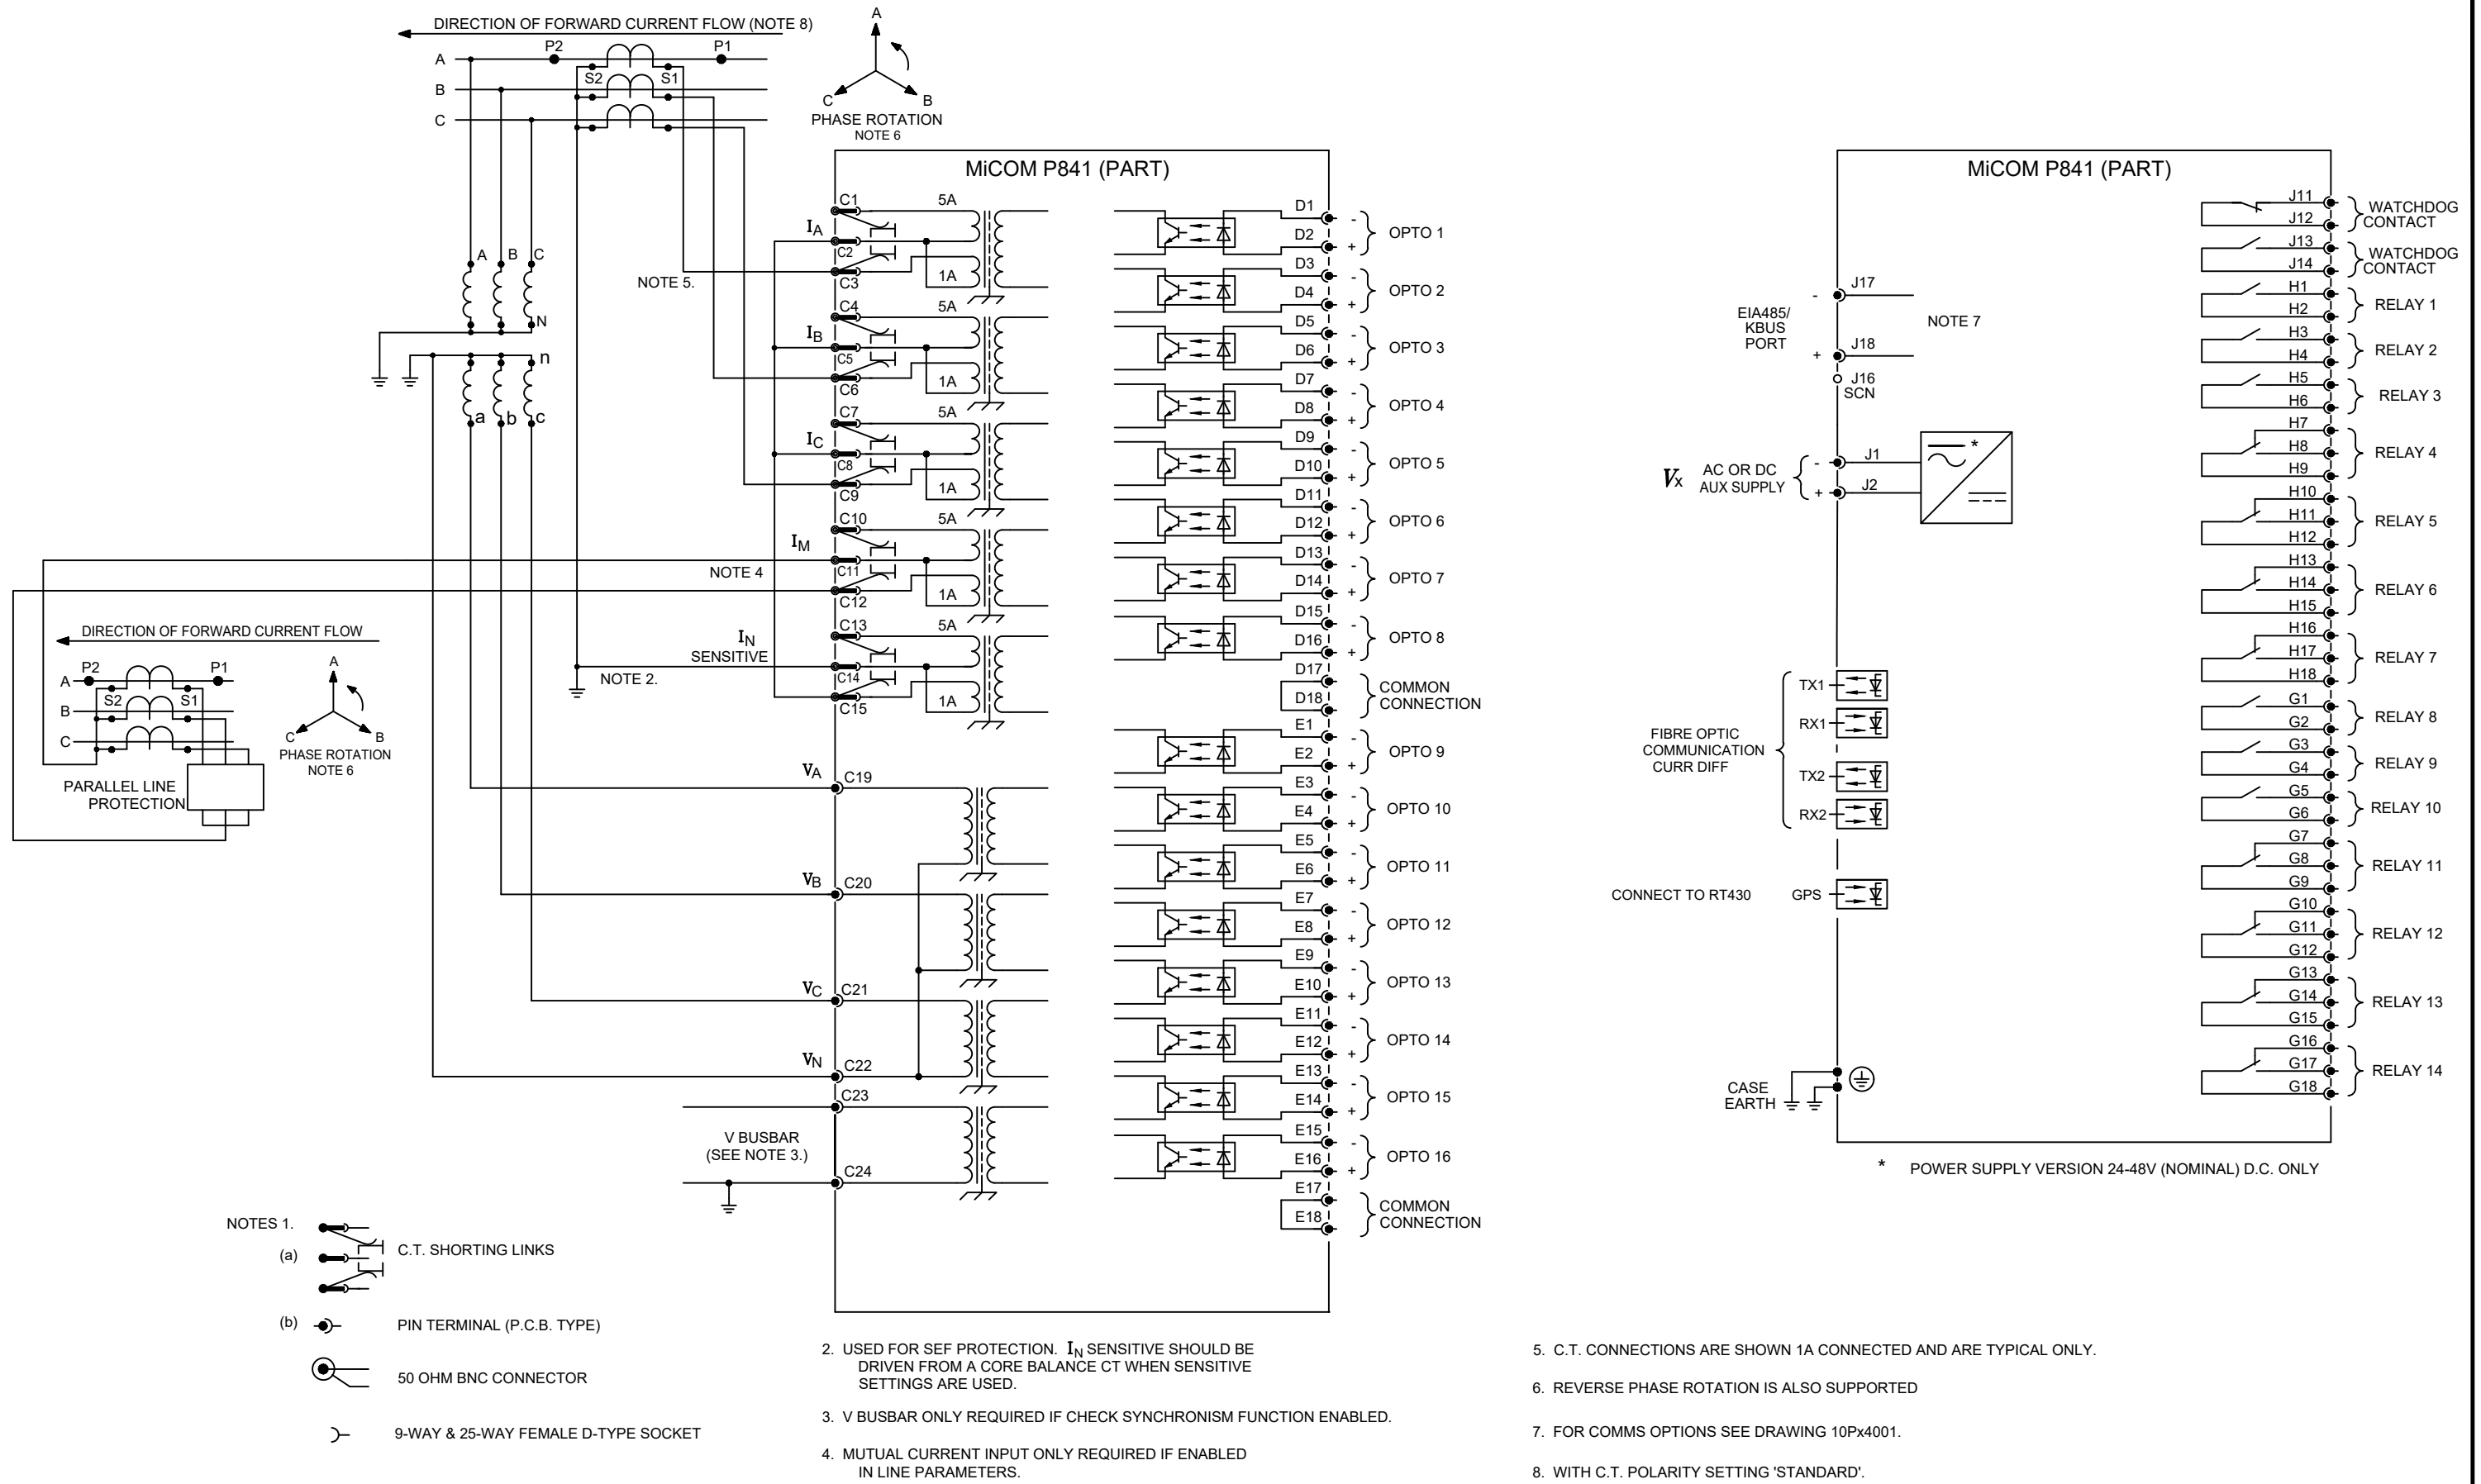 DIRECTION OF FORWARD CURRENT FLOW (NOTE 8)
A
P2
P1
S2
S1
B
C
A
C
B
PHASE ROTATION
NOTE 6
A
B
C
N
n
a
b
c
NOTE 5.
NOTE 4
IN
SENSITIVE
NOTE 2.
DIRECTION OF FORWARD CURRENT FLOW
A
P2
P1
S2
S1
B
C
A
C
B
PHASE ROTATION
NOTE 6
PARALLEL LINE
PROTECTION
MiCOM P841 (PART)
C1
5A
IA
C2
C3
1A
C4
5A
IB
C5
C6
1A
C7
5A
IC
C8
C9
1A
C10
5A
IM
C11
C12
1A
C13
5A
C14
C15
1A
VA
C19
VB
C20
VC
C21
VN
C22
C23
V BUSBAR
(SEE NOTE 3.)
C24
D1 -
D2 +
OPTO 1
D3 -
D4 +
OPTO 2
D5 -
D6 +
OPTO 3
D7 -
D8 +
OPTO 4
D9 -
D10 +
OPTO 5
D11 -
D12 +
OPTO 6
D13 -
D14 +
OPTO 7
D15 -
D16 +
OPTO 8
D17
D18
COMMON
CONNECTION
E1 -
E2 +
OPTO 9
E3 -
E4 +
OPTO 10
E5 -
E6 +
OPTO 11
E7 -
E8 +
OPTO 12
E9 -
E10 +
OPTO 13
E11 -
E12 +
OPTO 14
E13 -
E14 +
OPTO 15
E15 -
E16 +
OPTO 16
E17
E18
COMMON
CONNECTION
MiCOM P841 (PART)
- J17
EIA485/
KBUS
PORT
NOTE 7
+ J18
J16
SCN
Vx
AC OR DC
AUX SUPPLY
- J1
+ J2
*
FIBRE OPTIC
COMMUNICATION
CURR DIFF
TX1
RX1
TX2
RX2
CONNECT TO RT430
GPS
CASE
EARTH
J11
J12
WATCHDOG
CONTACT
J13
J14
WATCHDOG
CONTACT
H1
H2
RELAY 1
H3
H4
RELAY 2
H5
H6
RELAY 3
H7
H8
H9
RELAY 4
H10
H11
H12
RELAY 5
H13
H14
H15
RELAY 6
H16
H17
H18
RELAY 7
G1
G2
RELAY 8
G3
G4
RELAY 9
G5
G6
RELAY 10
G7
G8
G9
RELAY 11
G10
G11
G12
RELAY 12
G13
G14
G15
RELAY 13
G16
G17
G18
RELAY 14
* POWER SUPPLY VERSION 24-48V (NOMINAL) D.C. ONLY
NOTES 1.
(a)
C.T. SHORTING LINKS
(b)
PIN TERMINAL (P.C.B. TYPE)
50 OHM BNC CONNECTOR
9-WAY & 25-WAY FEMALE D-TYPE SOCKET
2. USED FOR SEF PROTECTION. IN SENSITIVE SHOULD BE
DRIVEN FROM A CORE BALANCE CT WHEN SENSITIVE
SETTINGS ARE USED.
3. V BUSBAR ONLY REQUIRED IF CHECK SYNCHRONISM FUNCTION ENABLED.
4. MUTUAL CURRENT INPUT ONLY REQUIRED IF ENABLED
IN LINE PARAMETERS.
5. C.T. CONNECTIONS ARE SHOWN 1A CONNECTED AND ARE TYPICAL ONLY.
6. REVERSE PHASE ROTATION IS ALSO SUPPORTED
7. FOR COMMS OPTIONS SEE DRAWING 10Px4001.
8. WITH C.T. POLARITY SETTING 'STANDARD'.